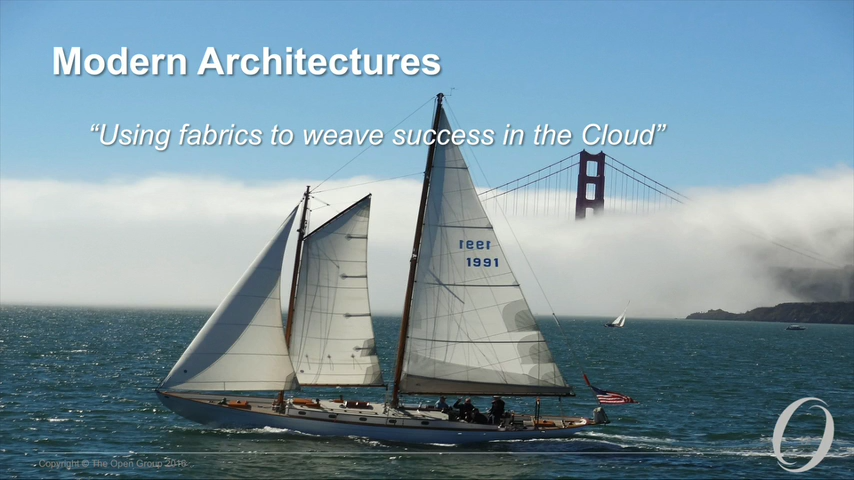 Modern Architectures
“Using fabrics to weave success in the Cloud”
1991
1991
Copyright © The Open Group 2016